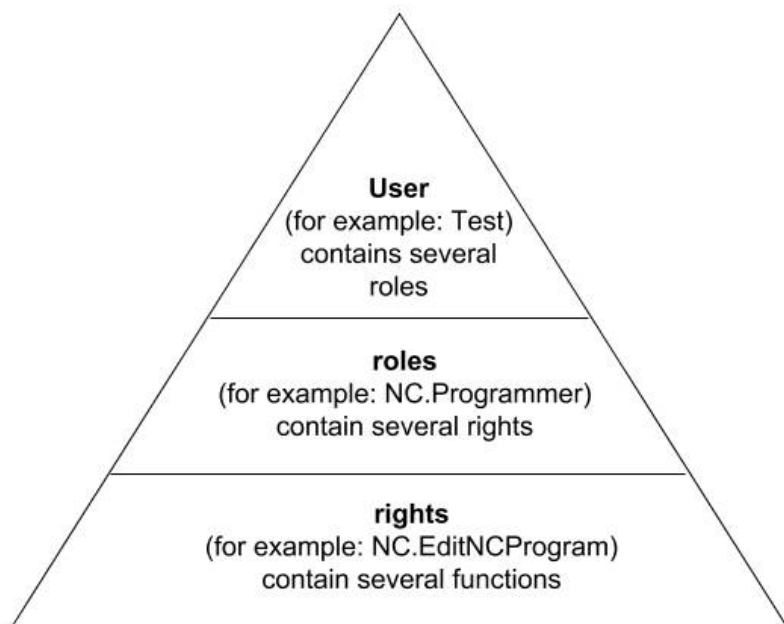 User
(for example: Test)
contains several
roles
roles
(for example: NC.Programmer)
contain several rights
rights
(for example: NC.EditNCProgram)
contain several functions